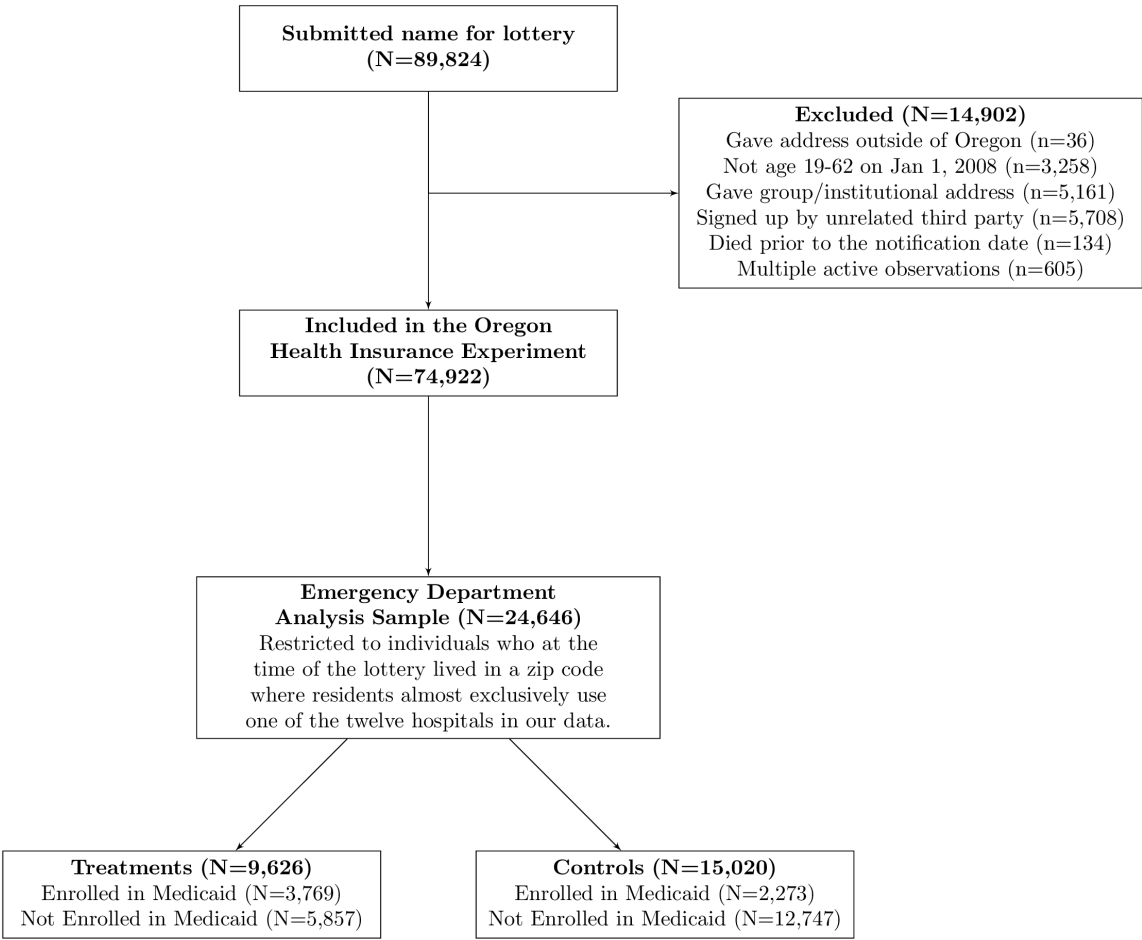 Submitted name for lottery
(N=89,824)
Excluded (N=14,902)
Gave address outside of Oregon (n=36)
Not age 19-62 on Jan 1, 2008 (n=3,258)
Gave group/institutional address (n=5,161)
Signed up by unrelated third party (n=5,708)
Died prior to the notification date (n=134)
Multiple active observations (n=605)
Included in the Oregon
Health Insurance Experiment
(N=74,922)
Emergency Department
Analysis Sample (N=24,646)
Restricted to individuals who at the
time of the lottery lived in a zip code
where residents almost exclusively use
one of the twelve hospitals in our data.
Treatments (N=9,626)
Enrolled in Medicaid (N=3,769)
Not Enrolled in Medicaid (N=5,857)
Controls (N=15,020)
Enrolled in Medicaid (N=2,273)
Not Enrolled in Medicaid (N=12,747)